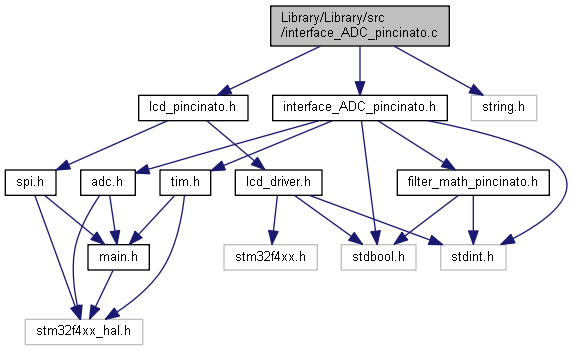 Library/Library/src
/interface_ADC_pincinato.c
lcd_pincinato.h
interface_ADC_pincinato.h
string.h
spi.h
adc.h
tim.h
lcd_driver.h
filter_math_pincinato.h
main.h
stm32f4xx.h
stdbool.h
stdint.h
stm32f4xx_hal.h